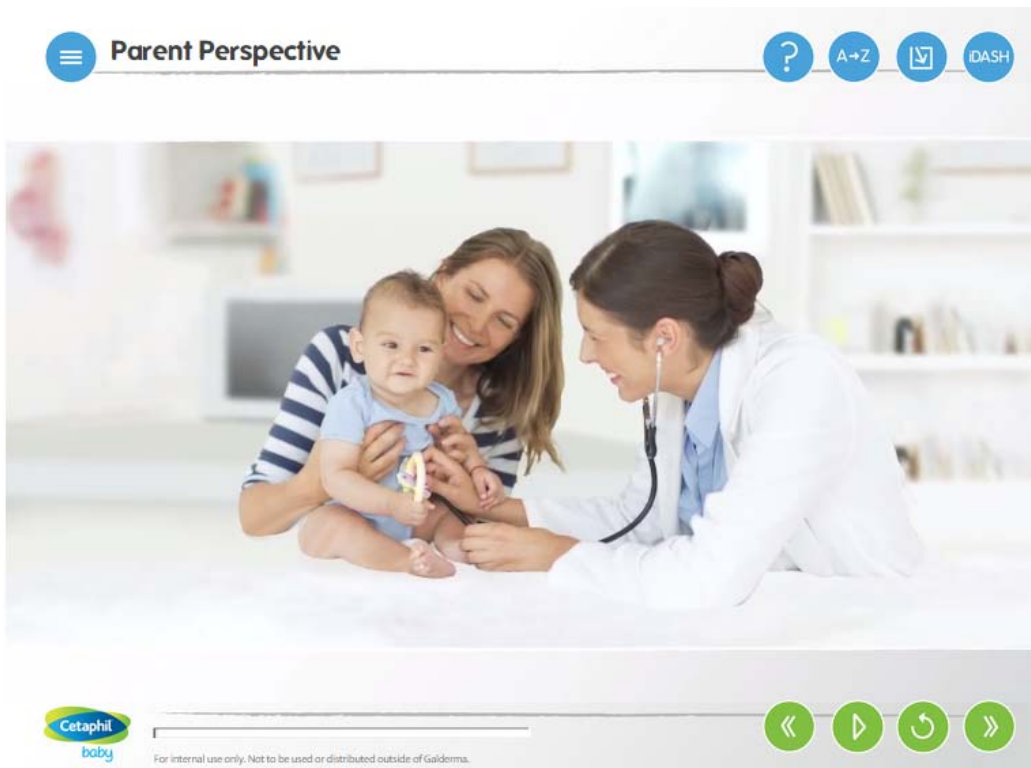 Parent Perspective
?
A→Z
iDASH
Cetaphil
baby
For internal use only. Not to be used or distributed outside of Galderma.